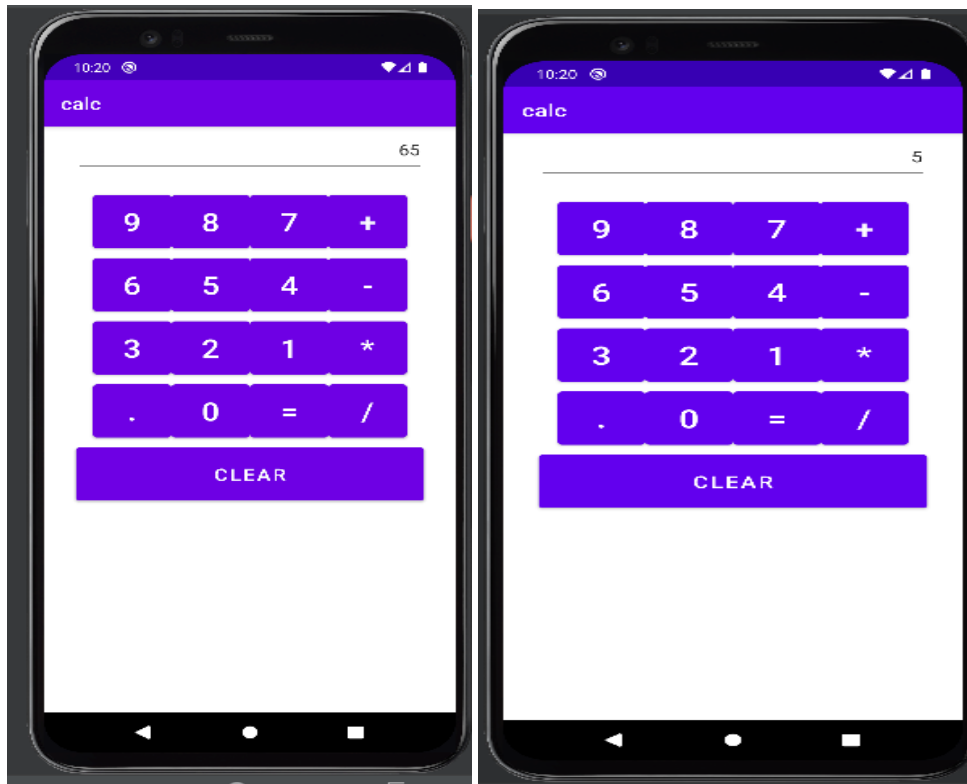 10:20
calc
65
9 8 7 +
6 5 4 -
3 2 1 *
. 0 = /
CLEAR
10:20
calc
5
9 8 7 +
6 5 4 -
3 2 1 *
. 0 = /
CLEAR